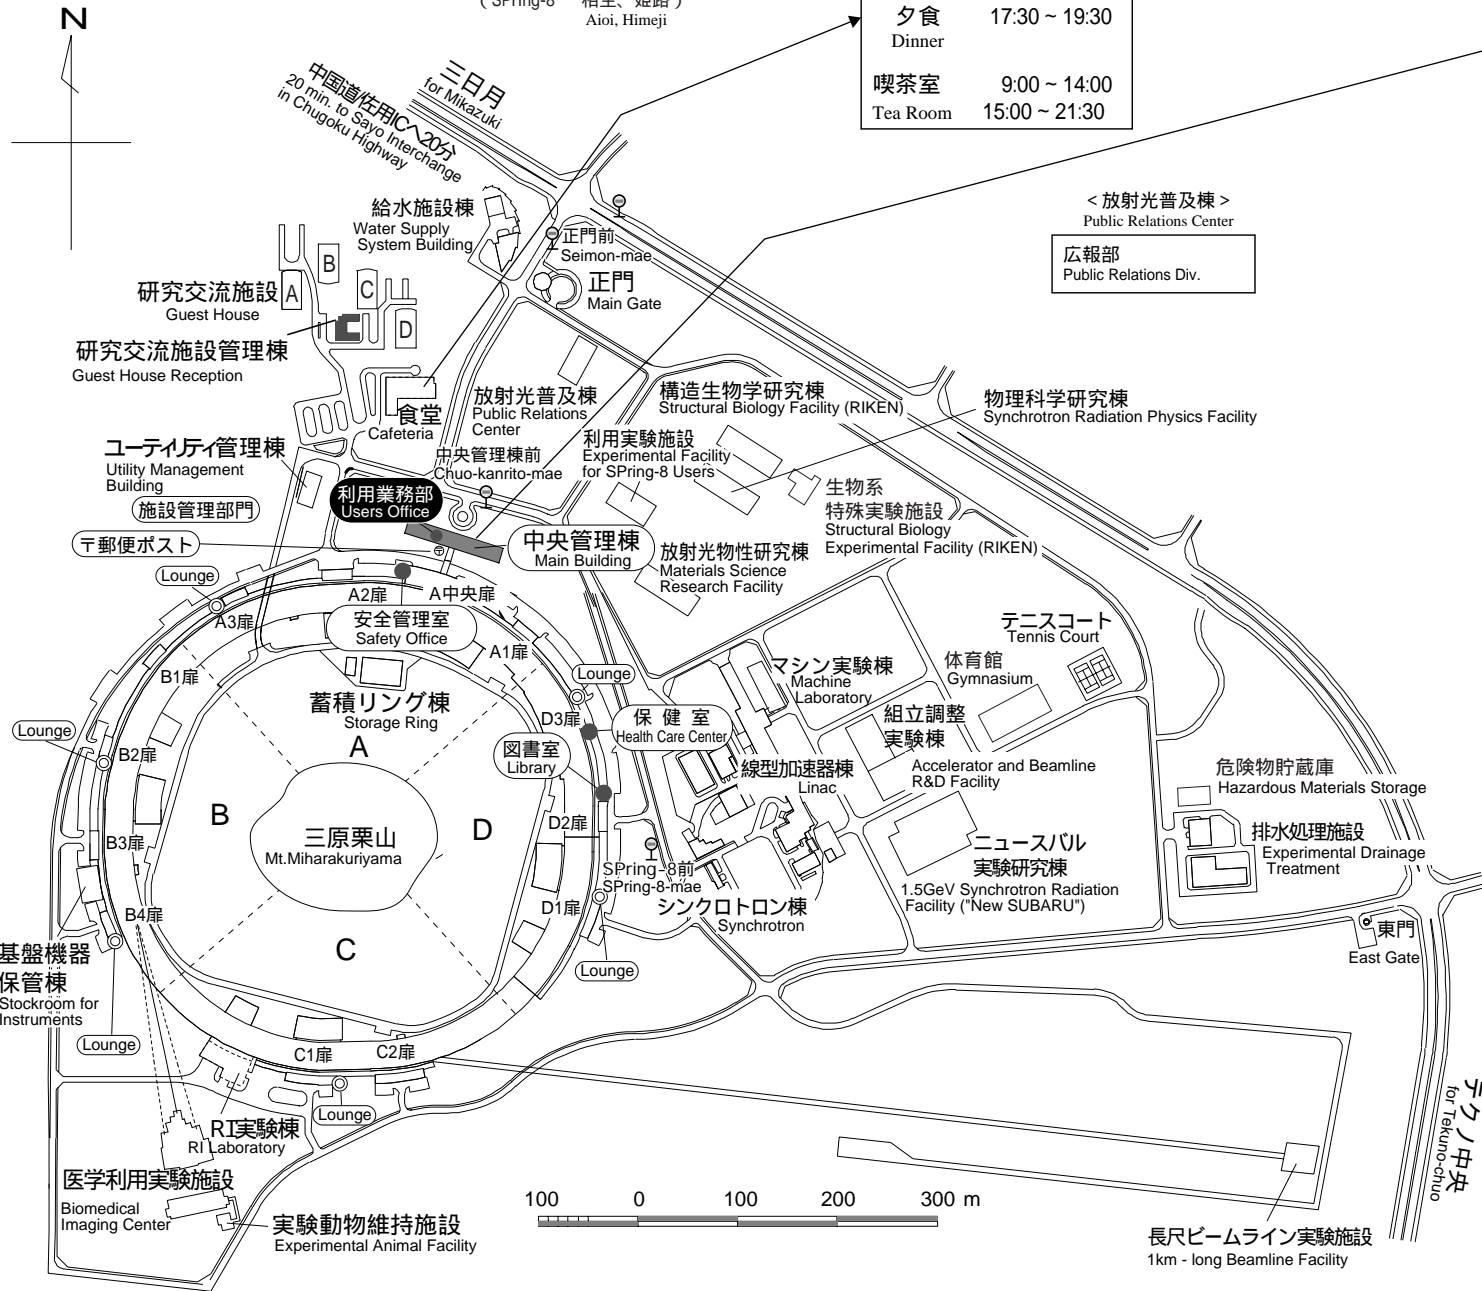 (SPring-8 相生、姫路)
Aioi, Himeji
夕食 17:30 ~ 19:30
Dinner
喫茶室 9:00 ~ 14:00
Tea Room 15:00 ~ 21:30
N
三日月
for Mikazuki
中国道佐用ICへ20分
20 min. to Sayo Interchange
in Chugoku Highway
給水施設棟
Water Supply
System Building
正門前
Seimon-mae
正門
Main Gate
<放射光普及棟>
Public Relations Center
広報部
Public Relations Div.
A
B
C
D
研究交流施設
Guest House
研究交流施設管理棟
Guest House Reception
食堂
Cafeteria
放射光普及棟
Public Relations
Center
構造生物学研究棟
Structural Biology Facility (RIKEN)
物理科学研究棟
Synchrotron Radiation Physics Facility
利用実験施設
Experimental Facility
for SPring-8 Users
中央管理棟前
Chuo-kanrito-mae
ユーティリティ管理棟
Utility Management
Building
施設管理部門
利用業務部
Users Office
〒郵便ポスト
中央管理棟
Main Building
生物系
特殊実験施設
Structural Biology
Experimental Facility (RIKEN)
放射光物性研究棟
Materials Science
Research Facility
Lounge
A2扉
A中央扉
A3扉
安全管理室
Safety Office
A1扉
B1扉
テニスコート
Tennis Court
体育館
Gymnasium
マシン実験棟
Machine
Laboratory
Lounge
蓄積リング棟
Storage Ring
D3扉
保健室
Health Care Center
組立調整
実験棟
Accelerator and Beamline
R&D Facility
Lounge
B2扉
A
図書室
Library
線型加速器棟
Linac
危険物貯蔵庫
Hazardous Materials Storage
B
三原栗山
Mt.Miharakuriyama
D
D2扉
B3扉
排水処理施設
Experimental Drainage
Treatment
ニュースバル
実験研究棟
1.5GeV Synchrotron Radiation
Facility ("New SUBARU")
SPring-8前
SPring-8-mae
シンクロトロン棟
Synchrotron
D1扉
B4扉
C
東門
East Gate
基盤機器
保管棟
Stockroom for
Instruments
Lounge
Lounge
C1扉
C2扉
Lounge
RI実験棟
RI Laboratory
テクノ中央
for Tekuno-chuo
医学利用実験施設
Biomedical
Imaging Center
実験動物維持施設
Experimental Animal Facility
100 0 100 200 300 m
長尺ビームライン実験施設
1km - long Beamline Facility